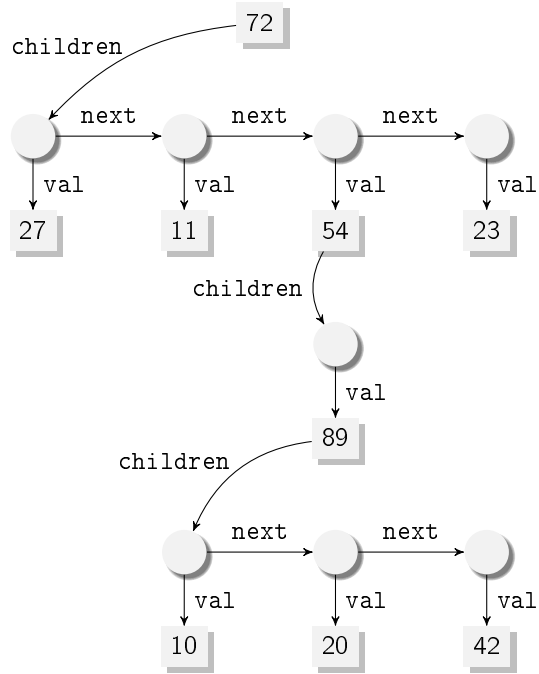 72
children
next next next
val val val val
27 11 54 23
children
val
89
children
next next
val val val
10 20 42